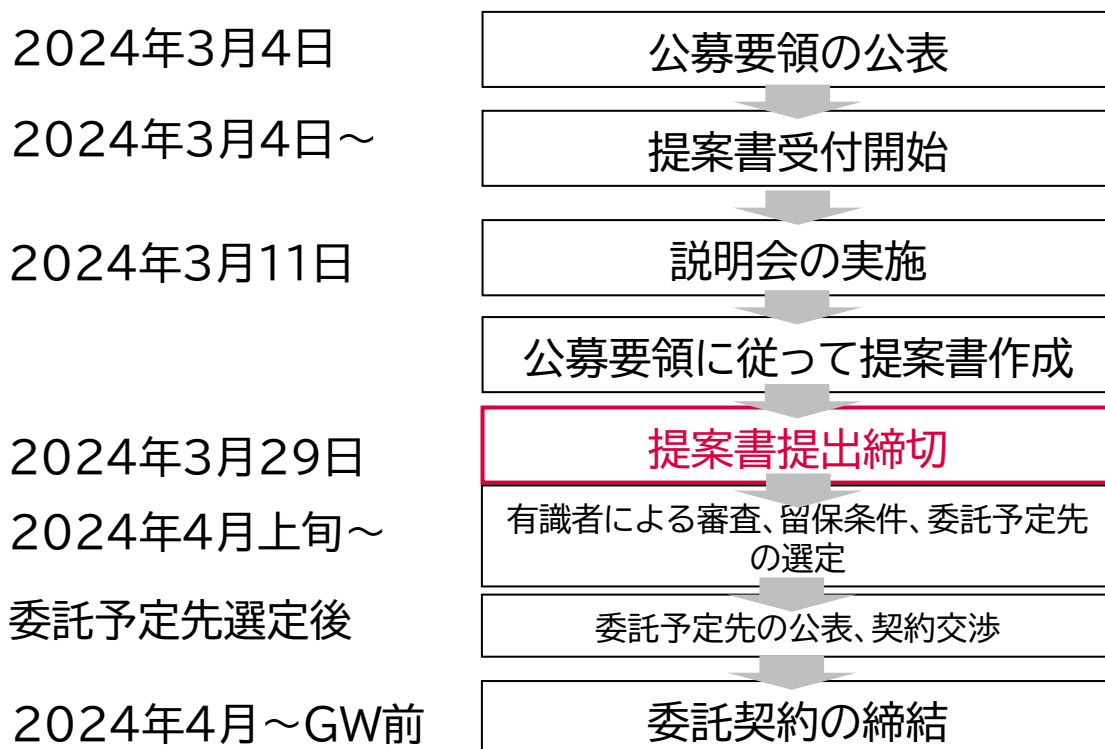 2024年3月4日
公募要領の公表
2024年3月4日～
提案書受付開始
2024年3月11日
説明会の実施
公募要領に従って提案書作成
2024年3月29日
提案書提出締切
2024年4月上旬～
有識者による審査、留保条件、委託予定先
の選定
委託予定先選定後
委託予定先の公表、契約交渉
2024年4月～GW前
委託契約の締結